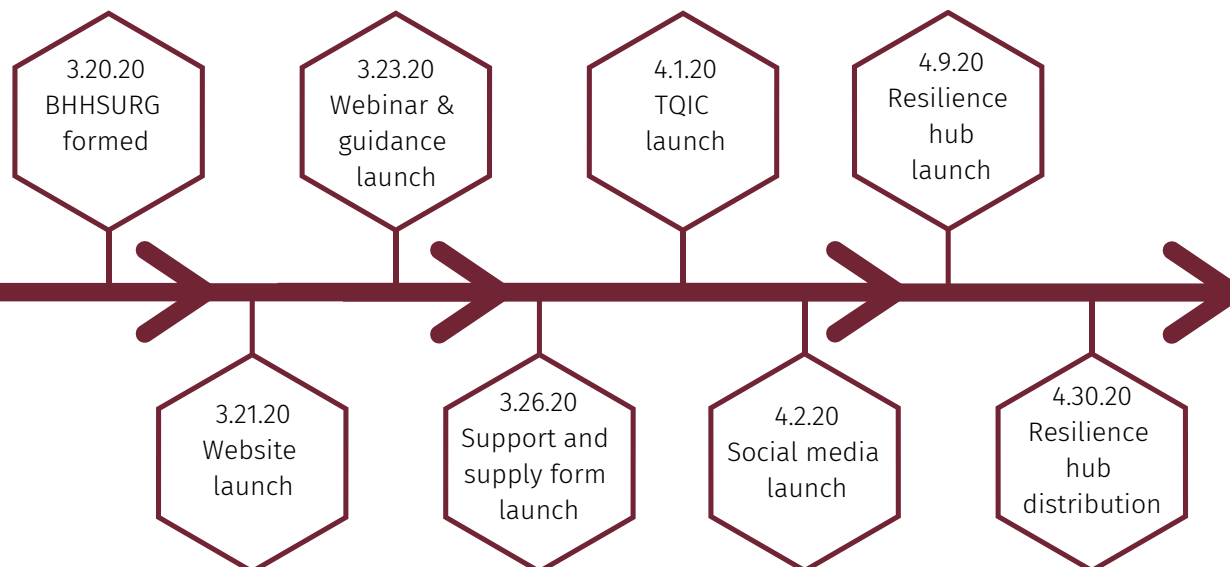 3.20.20
BHHSURG
formed
3.21.20
Website
launch
3.23.20
Webinar &
guidance
launch
3.26.20
Support and
supply form
launch
4.1.20
TQIC
launch
4.2.20
Social media
launch
4.9.20
Resilience
hub
launch
4.30.20
Resilience
hub
distribution